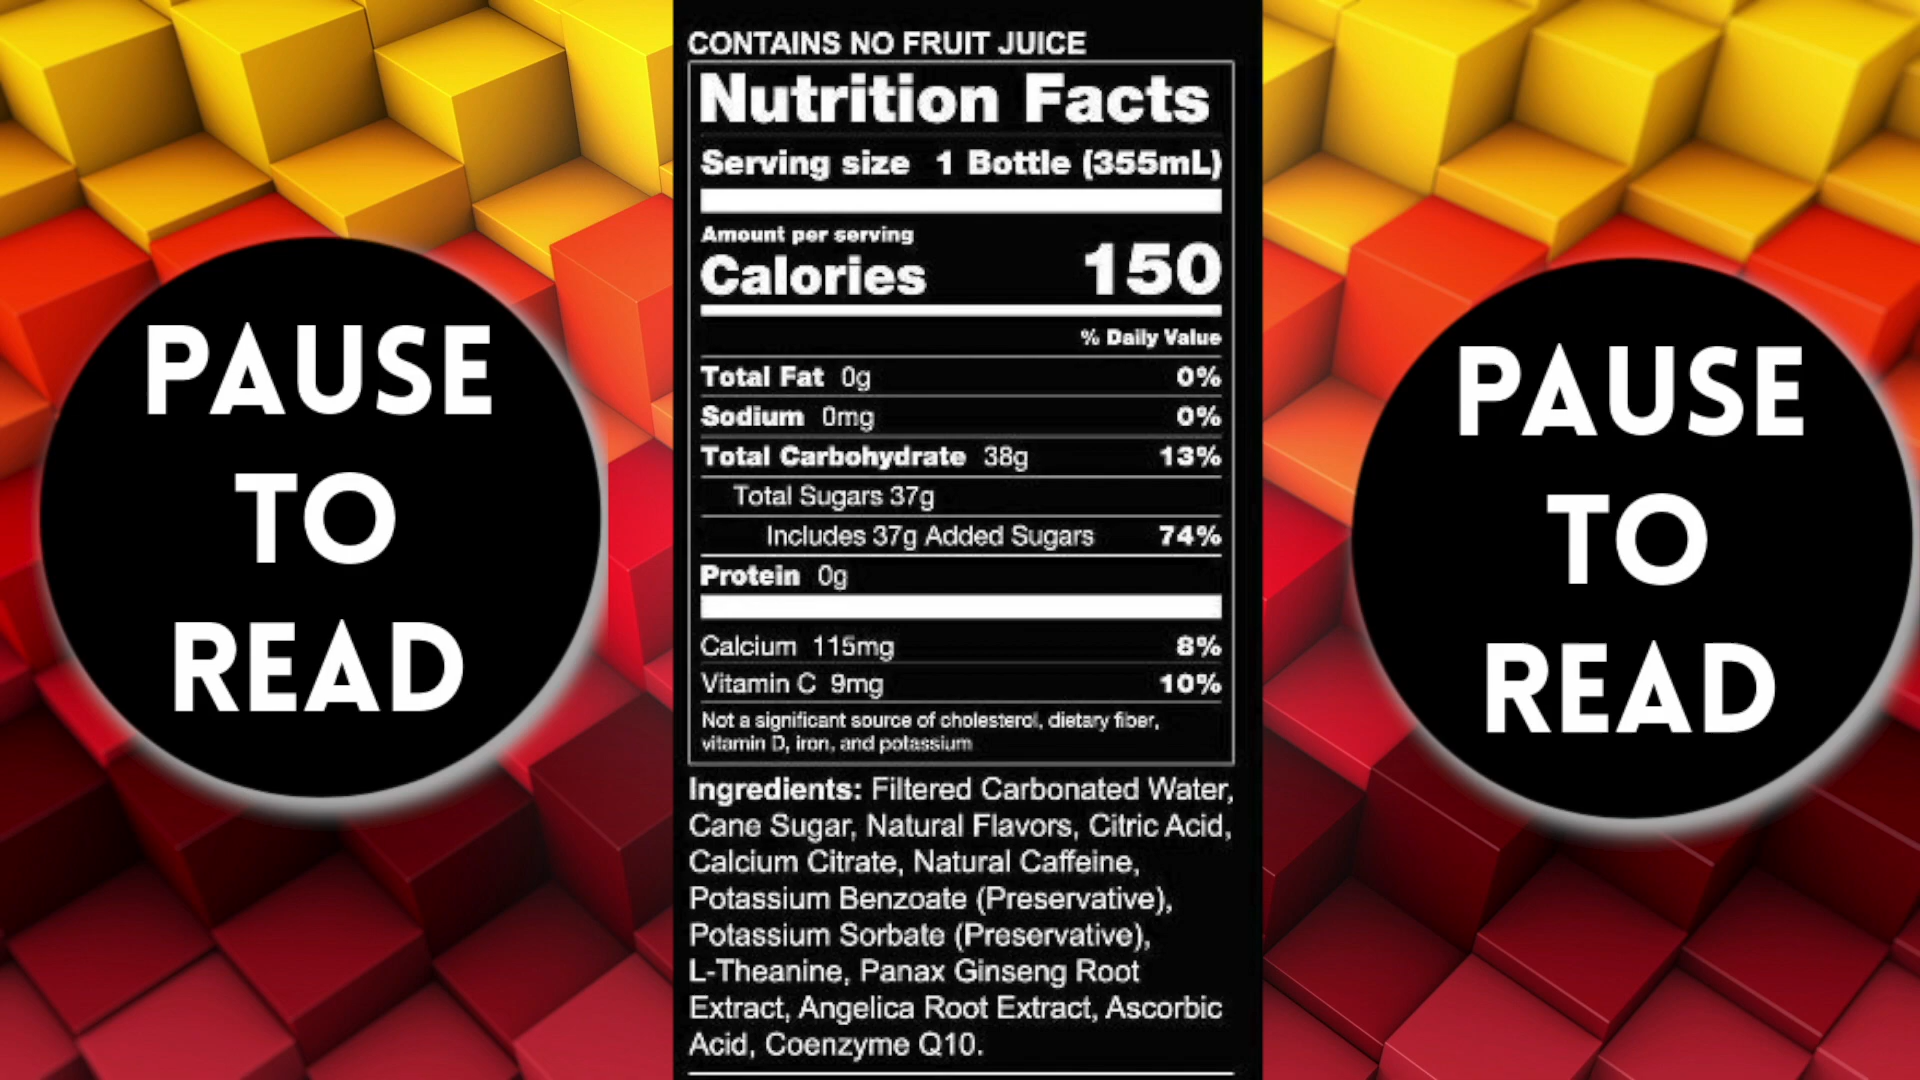 PAUSE
TO
READ
CONTAINS NO FRUIT JUICE
Nutrition Facts
Serving size 1 Bottle (355mL)
Amount per serving
Calories 150
% Daily Value
Total Fat 0g 0%
Sodium 0mg 0%
Total Carbohydrate 38g 13%
Total Sugars 37g
Includes 37g Added Sugars 74%
Protein 0g
Calcium 115mg 8%
Vitamin C 9mg 10%
Not a significant source of cholesterol, dietary fiber,
vitamin D, iron, and potassium
Ingredients: Filtered Carbonated Water,
Cane Sugar, Natural Flavors, Citric Acid,
Calcium Citrate, Natural Caffeine,
Potassium Benzoate (Preservative),
Potassium Sorbate (Preservative),
L-Theanine, Panax Ginseng Root
Extract, Angelica Root Extract, Ascorbic
Acid, Coenzyme Q10.
PAUSE
TO
READ